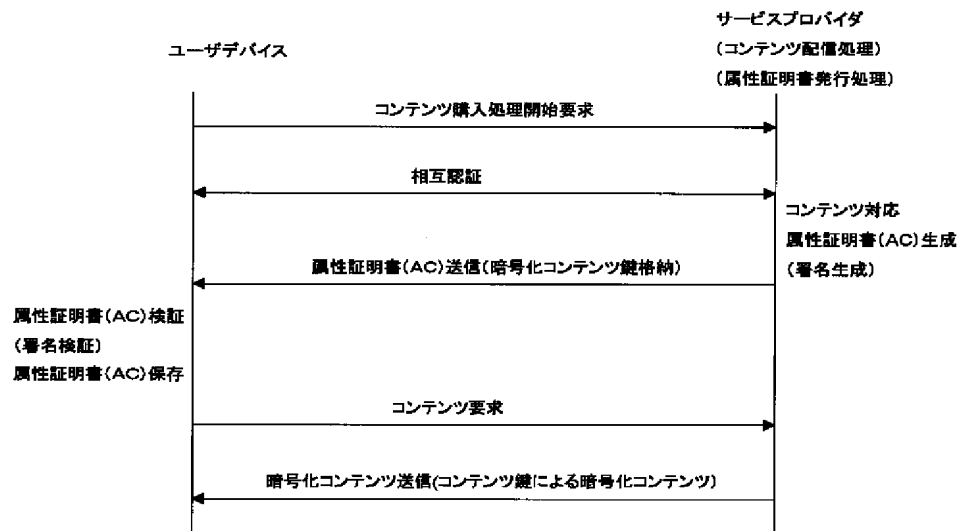 サービスプロバイダ
(コンテンツ配信処理)
(属性証明書発行処理)
ユーザデバイス
コンテンツ購入処理開始要求
相互認証
コンテンツ対応
属性証明書(AC)生成
(署名生成)
属性証明書(AC)送信(暗号化コンテンツ鍵格納)
属性証明書(AC)検証
(署名検証)
属性証明書(AC)保存
コンテンツ要求
暗号化コンテンツ送信(コンテンツ鍵による暗号化コンテンツ)